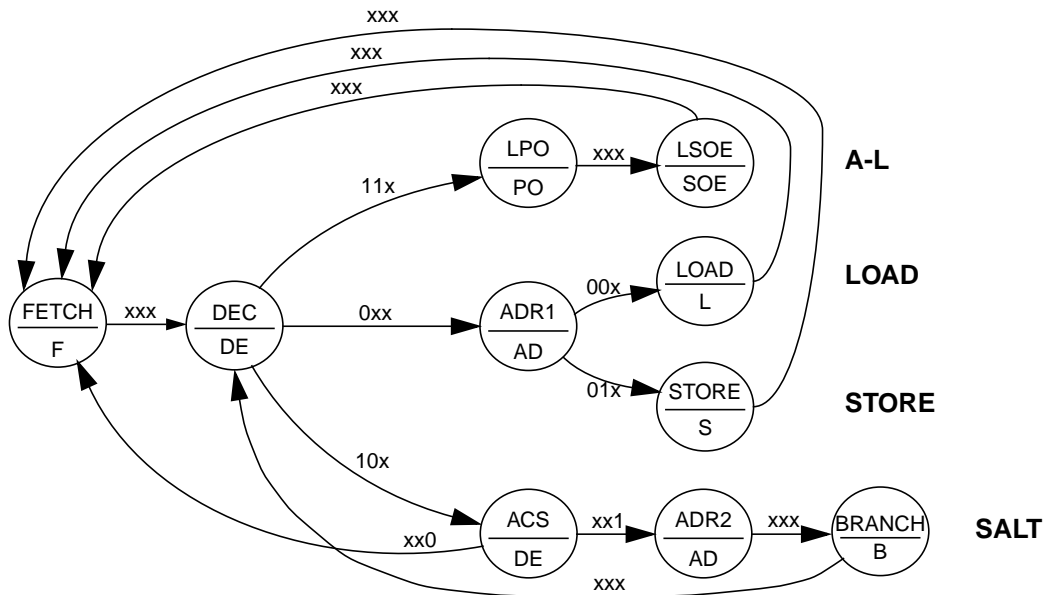 xxx
xxx
xxx
LPO
PO
xxx
LSOE
SOE
A-L
11x
LOAD
L
LOAD
00x
FETCH
F
xxx
DEC
DE
0xx
ADR1
AD
01x
STORE
S
STORE
10x
ACS
DE
xx1
ADR2
AD
xxx
BRANCH
B
SALT
xx0
xxx